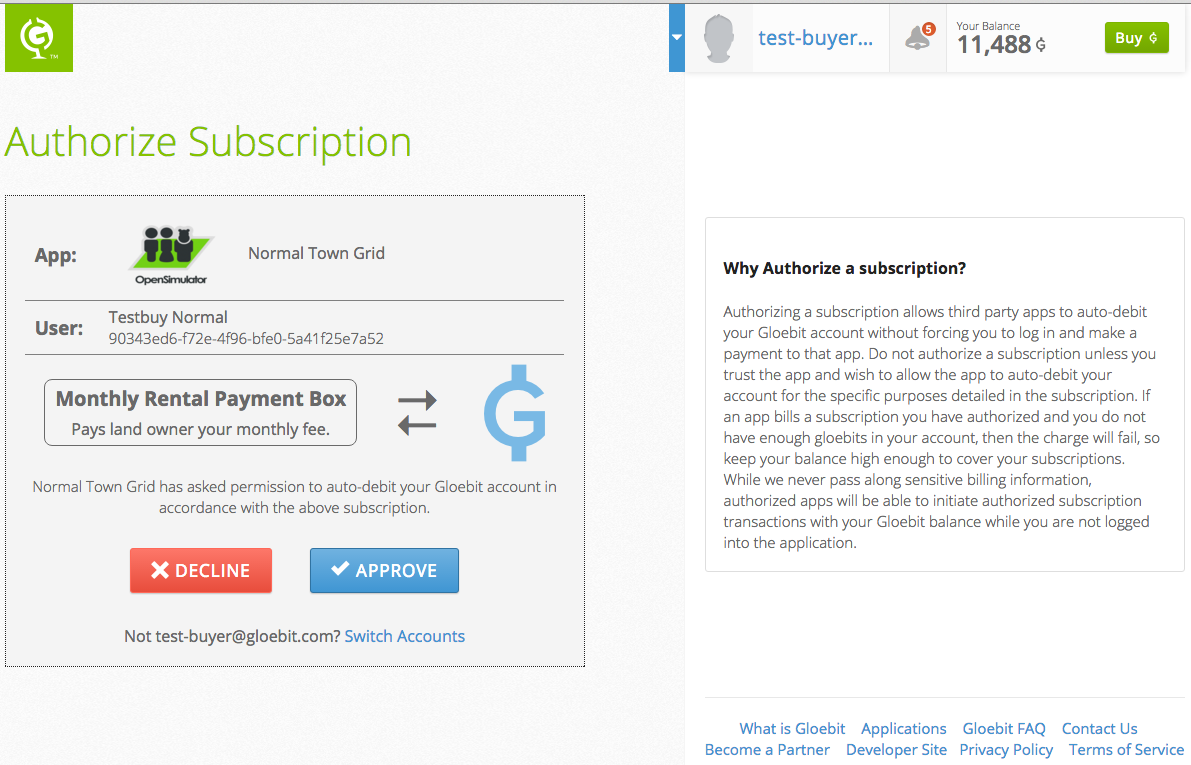 G
TM
test-buyer...
5
Your Balance
11,488
Buy
Authorize Subscription
App:
OpenSimulator
Normal Town Grid
User:
Testbuy Normal
90343ed6-f72e-4f96-bfe0-5a41f25e7a52
Monthly Rental Payment Box
Pays land owner your monthly fee.
G
Normal Town Grid has asked permission to auto-debit your Gloebit account in
accordance with the above subscription.
DECLINE
APPROVE
Not test-buyer@gloebit.com? Switch Accounts
Why Authorize a subscription?
Authorizing a subscription allows third party apps to auto-debit
your Gloebit account without forcing you to log in and make a
payment to that app. Do not authorize a subscription unless you
trust the app and wish to allow the app to auto-debit your
account for the specific purposes detailed in the subscription. If
an app bills a subscription you have authorized and you do not
have enough gloebits in your account, then the charge will fail, so
keep your balance high enough to cover your subscriptions.
While we never pass along sensitive billing information,
authorized apps will be able to initiate authorized subscription
transactions with your Gloebit balance while you are not logged
into the application.
What is Gloebit Applications Gloebit FAQ Contact Us
Become a Partner Developer Site Privacy Policy Terms of Service